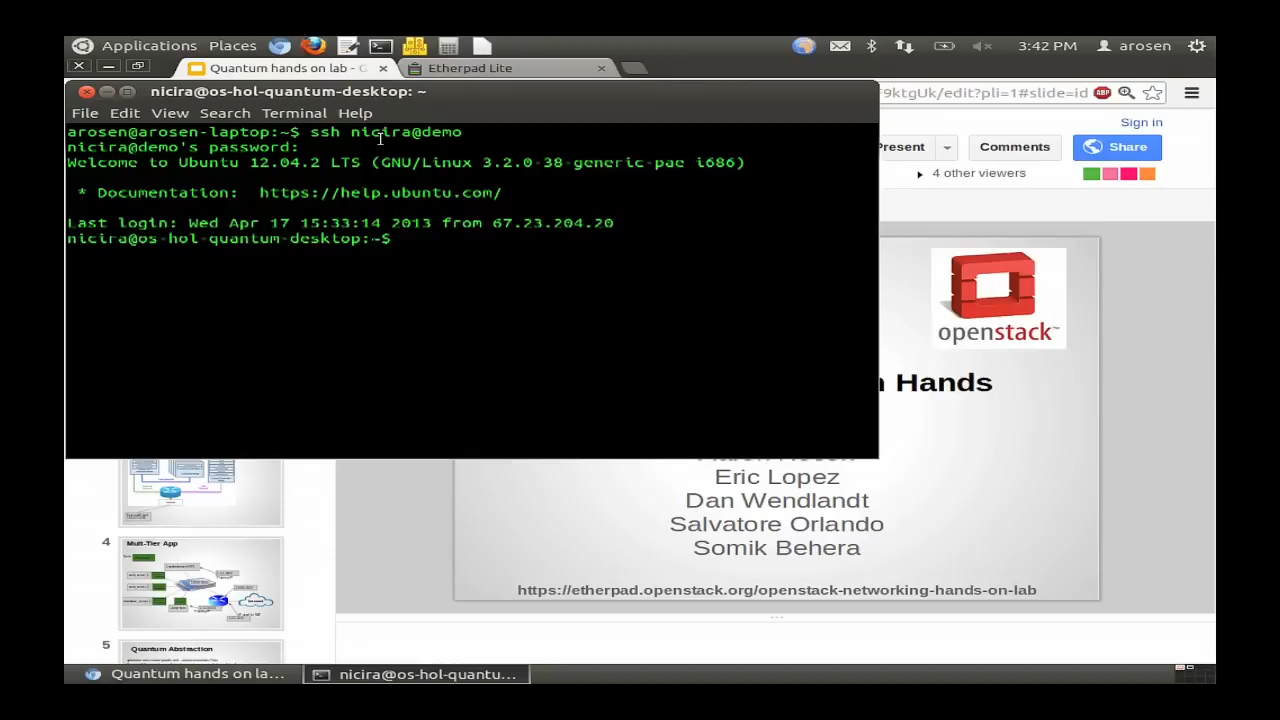 Applications Places 3:42 PM arosen
Quantum hands on lab - G Etherpad Lite
nicira@os-hol-quantum-desktop: ~
File Edit View Search Terminal Help
9ktgUk/edit?pli=1#slide=id ABP
Sign in
Present Comments Share
4 other viewers
arosen@arosen-laptop:~$ ssh nicira@demo
nicira@demo's password:
Welcome to Ubuntu 12.04.2 LTS (GNU/Linux 3.2.0-38-generic-pae i686)
* Documentation: https://help.ubuntu.com/
Last login: Wed Apr 17 15:33:14 2013 from 67.23.204.20
nicira@os-hol-quantum-desktop:~$
openstack™
Hands
Eric Lopez
Dan Wendlandt
Salvatore Orlando
Somik Behera
https://etherpad.openstack.org/openstack-networking-hands-on-lab
4 Multi-Tier App
5 Quantum Abstraction
Quantum hands on la... nicira@os-hol-quantu...